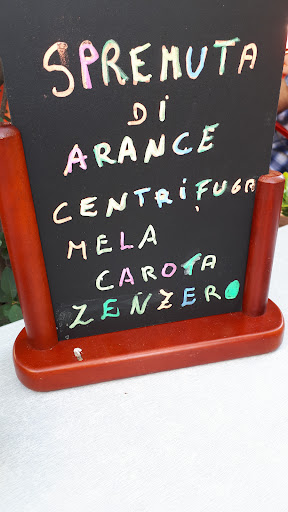 SPREMUTA
Di
ARANCE
CENTRiFUGA
MELA
CAROTA
ZENZERO